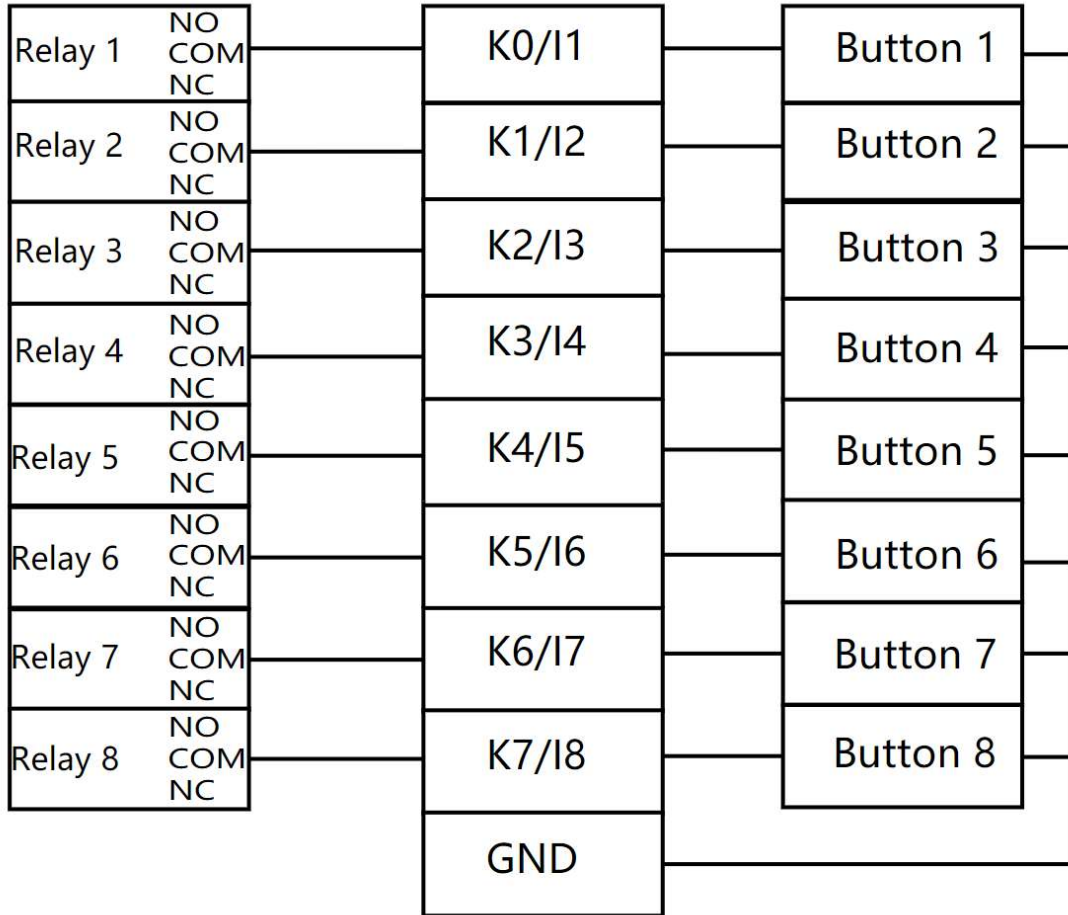 Relay 1
NO
COM
NC
K0/I1
Button 1
Relay 2
NO
COM
NC
K1/I2
Button 2
Relay 3
NO
COM
NC
K2/I3
Button 3
Relay 4
NO
COM
NC
K3/I4
Button 4
Relay 5
NO
COM
NC
K4/I5
Button 5
Relay 6
NO
COM
NC
K5/I6
Button 6
Relay 7
NO
COM
NC
K6/I7
Button 7
Relay 8
NO
COM
NC
K7/I8
Button 8
GND